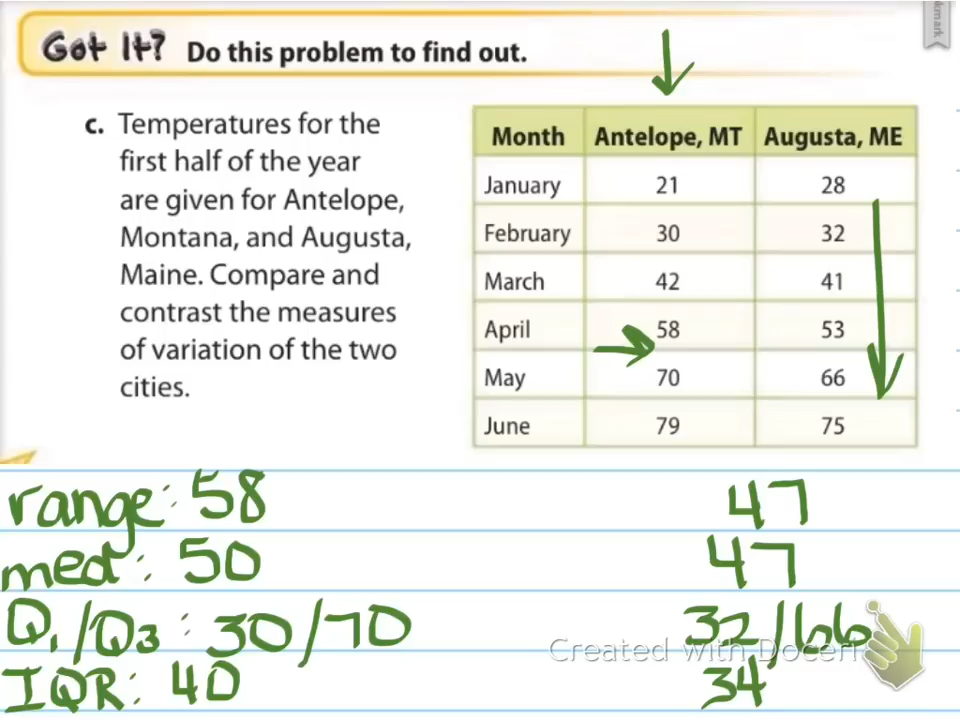 Got It? Do this problem to find out.
c. Temperatures for the
first half of the year
are given for Antelope,
Montana, and Augusta,
Maine. Compare and
contrast the measures
of variation of the two
cities.
Month Antelope, MT Augusta, ME
January 21 28
February 30 32
March 42 41
April 58 53
May 70 66
June 79 75
range: 58 47
med: 50 47
Q1/Q3: 30/70 32/66
IQR: 40 34
Created with Doceri